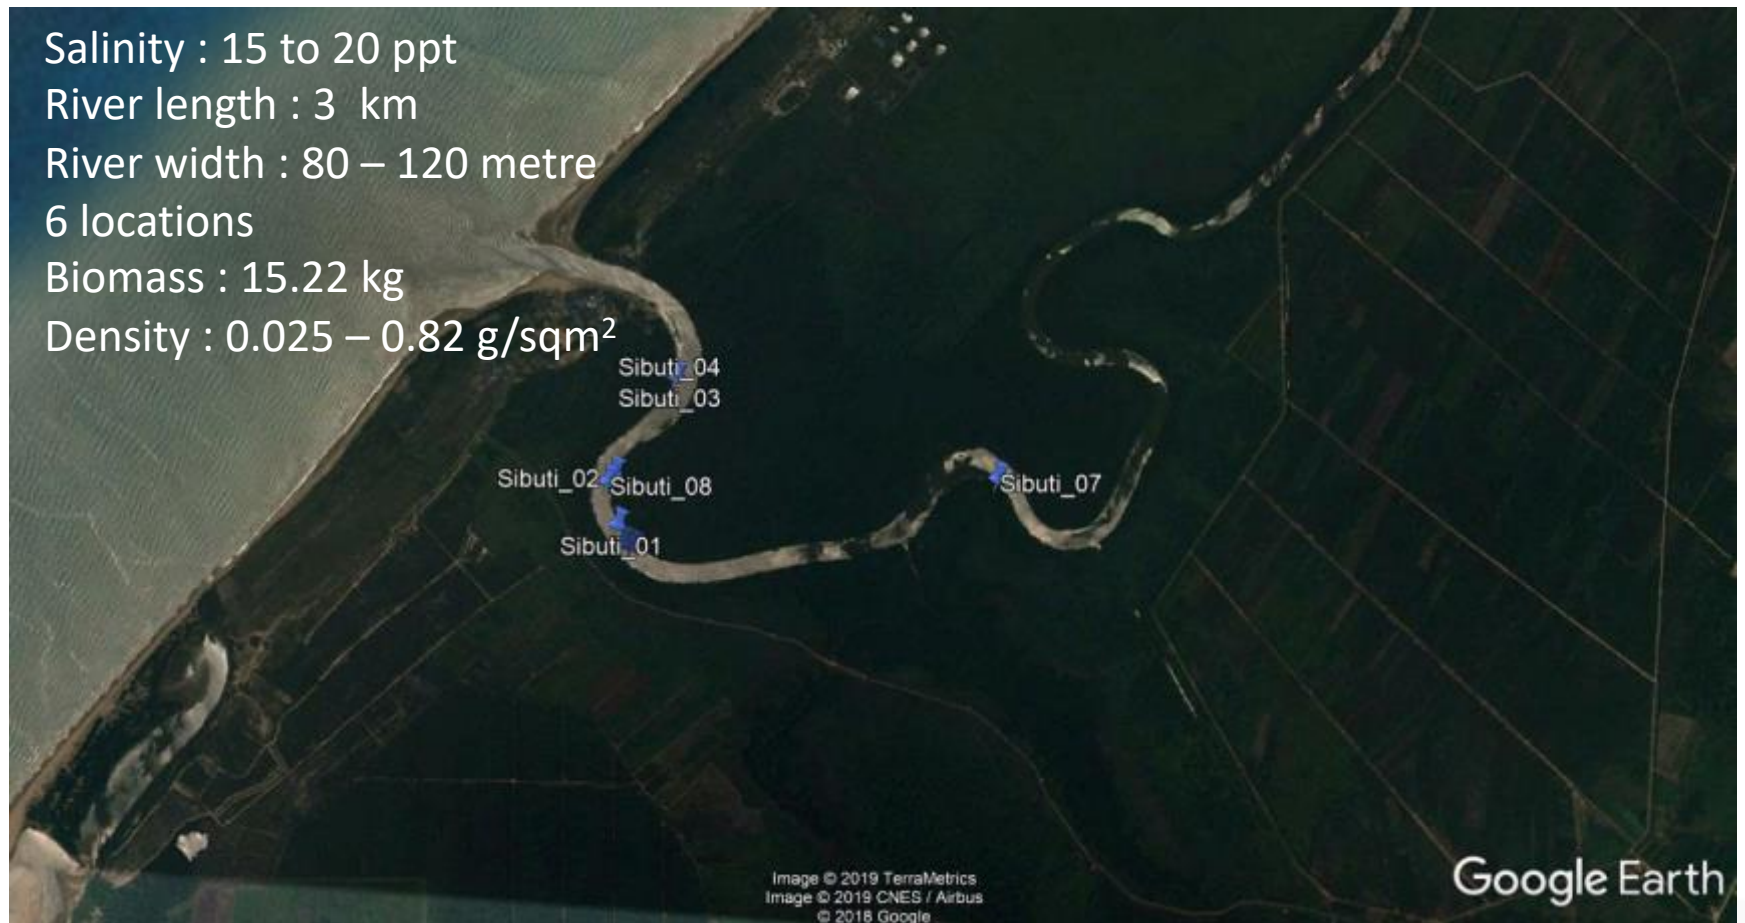 Salinity : 15 to 20 ppt
River length : 3 km
River width : 80 – 120 metre
6 locations
Biomass : 15.22 kg
Density : 0.025 – 0.82 g/sqm²
Sibuti_04
Sibuti_03
Sibuti_02
Sibuti_08
Sibuti_07
Sibuti_01
Image © 2019 TerraMetrics
Image © 2019 CNES / Airbus
© 2018 Google
Google Earth